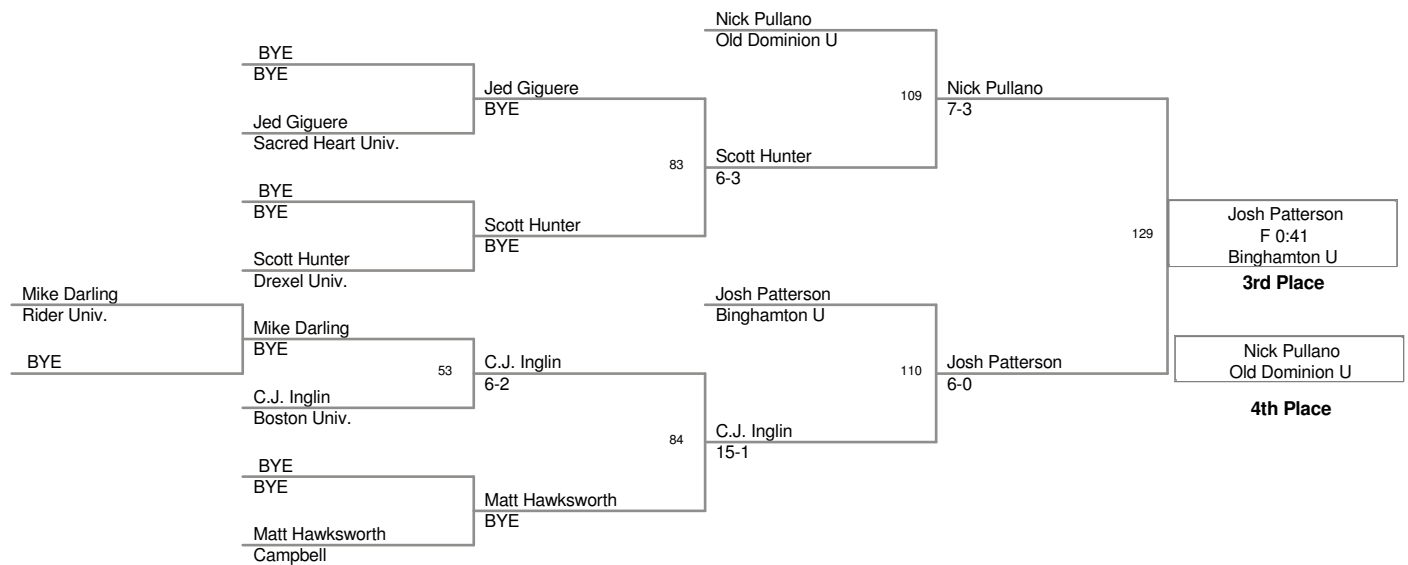 Nick Pullano
Old Dominion U
BYE
BYE
Jed Giguere
BYE
109
Nick Pullano
7-3
Jed Giguere
Sacred Heart Univ.
83
Scott Hunter
6-3
BYE
BYE
Scott Hunter
BYE
129
Josh Patterson
F 0:41
Binghamton U
3rd Place
Scott Hunter
Drexel Univ.
Mike Darling
Rider Univ.
Josh Patterson
Binghamton U
Mike Darling
BYE
BYE
53
C.J. Inglin
6-2
110
Josh Patterson
6-0
Nick Pullano
Old Dominion U
4th Place
C.J. Inglin
Boston Univ.
84
C.J. Inglin
15-1
BYE
BYE
Matt Hawksworth
BYE
Matt Hawksworth
Campbell